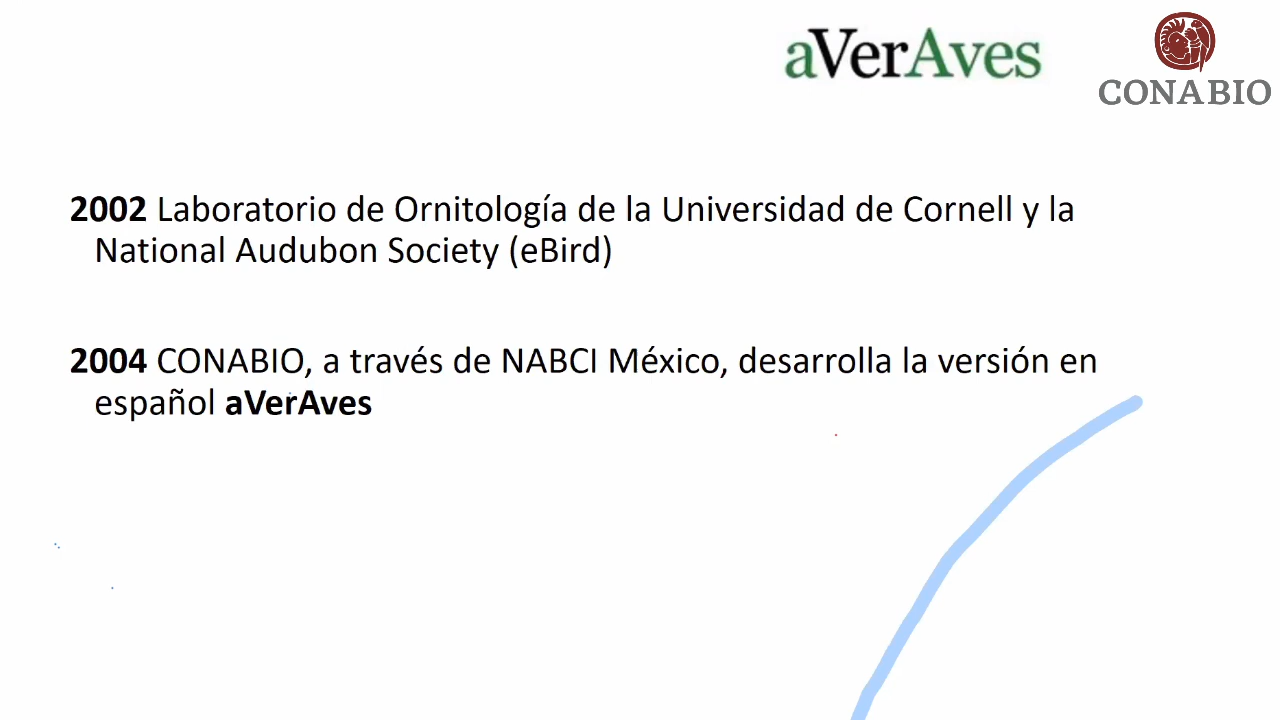 aVerAves
CONABIO
2002 Laboratorio de Ornitología de la Universidad de Cornell y la
National Audubon Society (eBird)
2004 CONABIO, a través de NABCI México, desarrolla la versión en
español aVerAves